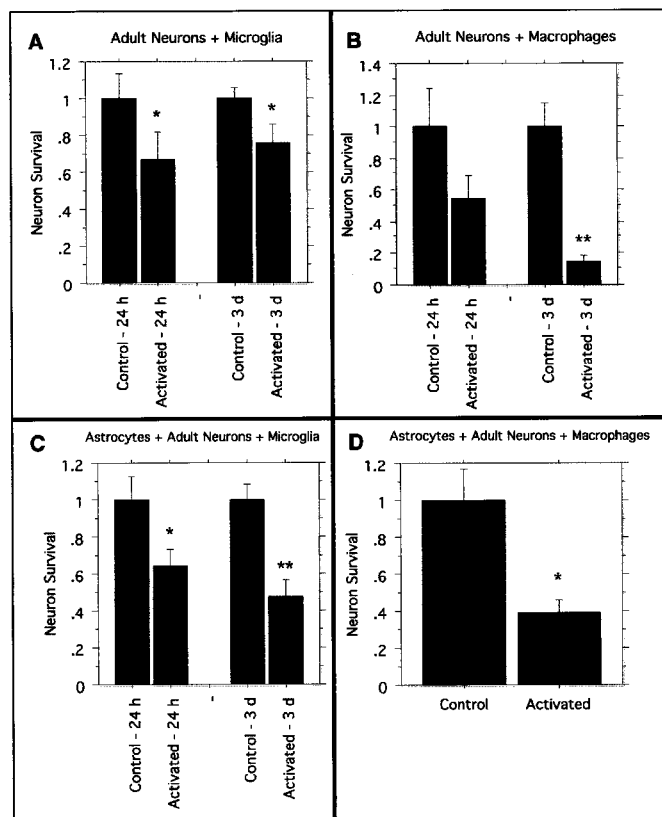 A
Adult Neurons + Microglia
1.2
1
.8
.6
.4
.2
0
Neuron Survival
*
*
Control - 24 h
Activated - 24 h
Control - 3 d
Activated - 3 d
B
Adult Neurons + Macrophages
1.4
1.2
1
.8
.6
.4
.2
0
Neuron Survival
**
Control - 24 h
Activated - 24 h
Control - 3 d
Activated - 3 d
C
Astrocytes + Adult Neurons + Microglia
1.2
1
.8
.6
.4
.2
0
Neuron Survival
*
**
Control - 24 h
Activated - 24 h
Control - 3 d
Activated - 3 d
D
Astrocytes + Adult Neurons + Macrophages
1.2
1
.8
.6
.4
.2
0
Neuron Survival
*
Control
Activated